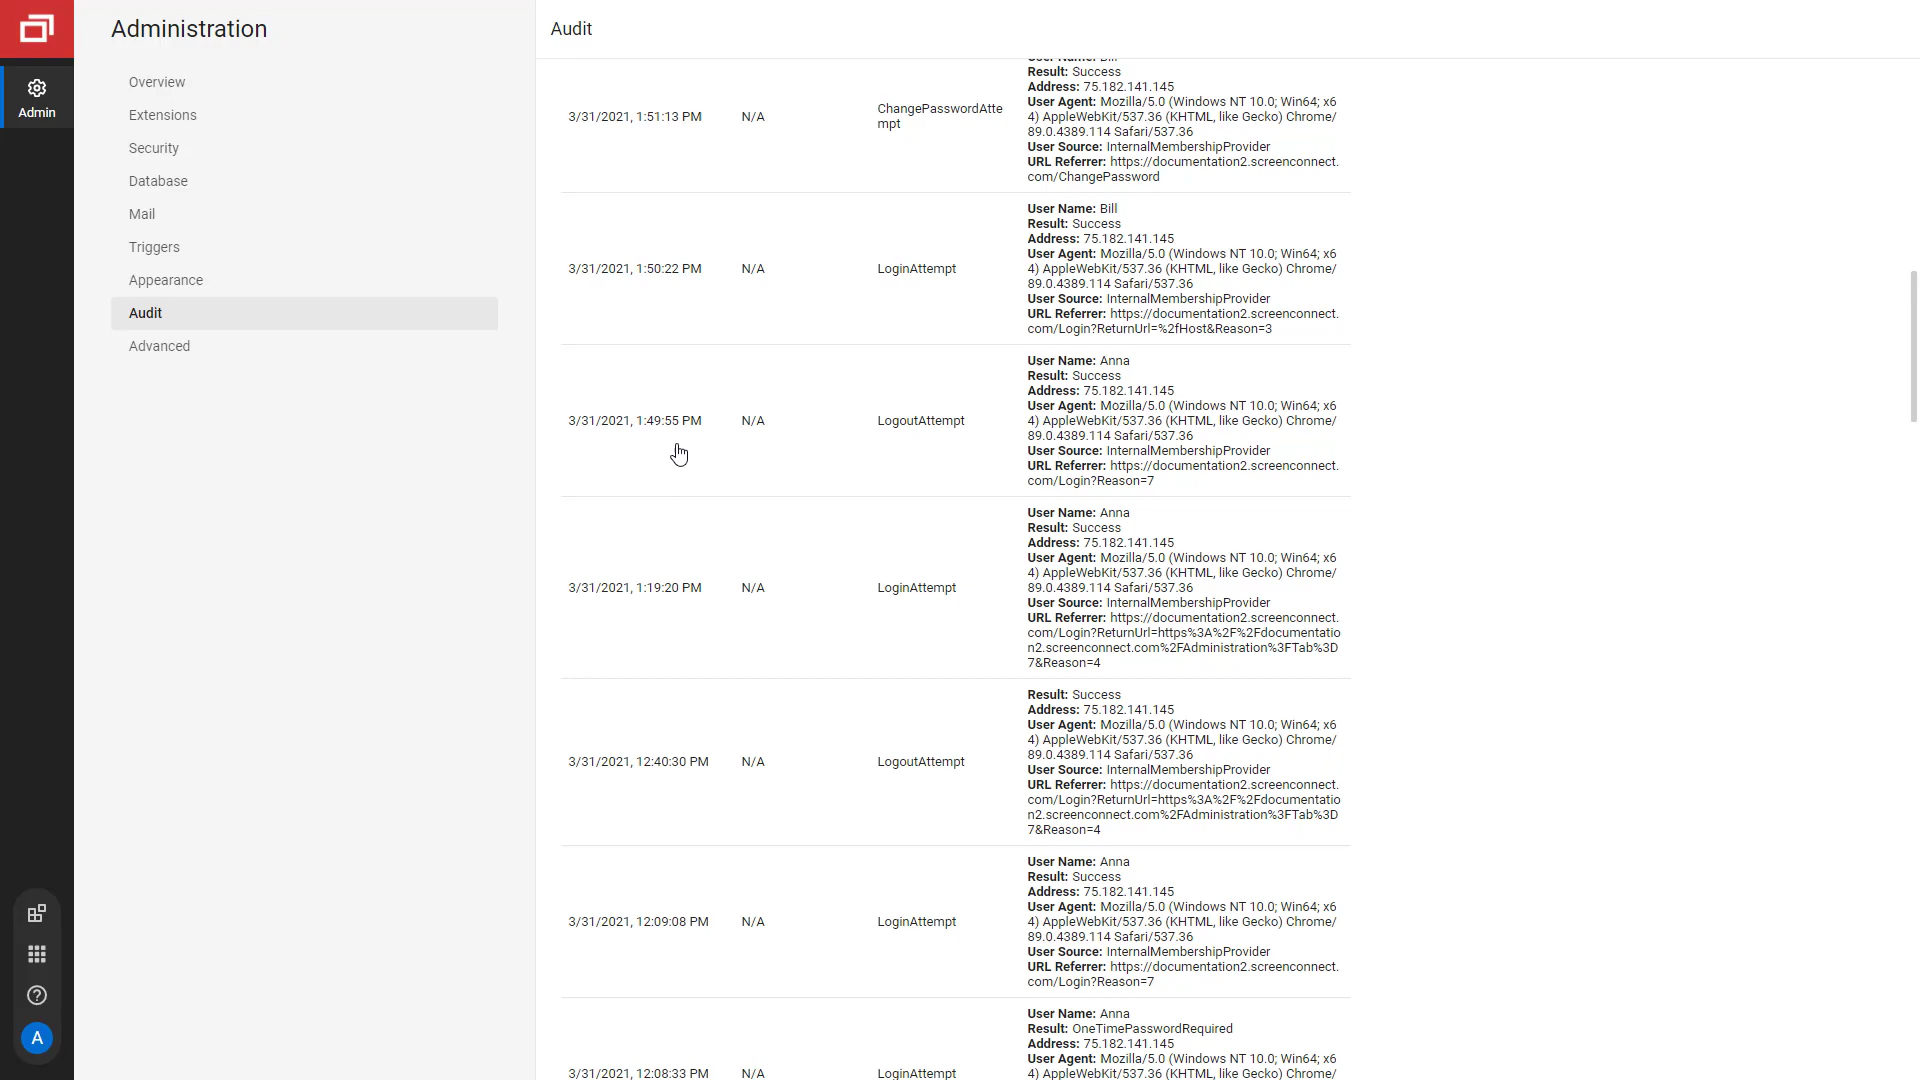 Administration
Audit
Admin
Overview
Extensions
Security
Database
Mail
Triggers
Appearance
Audit
Advanced
A
User Name: Bill
Result: Success
Address: 75.182.141.145
3/31/2021, 1:51:13 PM N/A ChangePasswordAtte
mpt
User Agent: Mozilla/5.0 (Windows NT 10.0; Win64; x6
4) AppleWebKit/537.36 (KHTML, like Gecko) Chrome/
89.0.4389.114 Safari/537.36
User Source: InternalMembershipProvider
URL Referrer: https://documentation2.screenconnect.
com/ChangePassword
3/31/2021, 1:50:22 PM N/A LoginAttempt
User Name: Bill
Result: Success
Address: 75.182.141.145
User Agent: Mozilla/5.0 (Windows NT 10.0; Win64; x6
4) AppleWebKit/537.36 (KHTML, like Gecko) Chrome/
89.0.4389.114 Safari/537.36
User Source: InternalMembershipProvider
URL Referrer: https://documentation2.screenconnect.
com/Login?ReturnUrl=%2fHost&Reason=3
3/31/2021, 1:49:55 PM N/A LogoutAttempt
User Name: Anna
Result: Success
Address: 75.182.141.145
User Agent: Mozilla/5.0 (Windows NT 10.0; Win64; x6
4) AppleWebKit/537.36 (KHTML, like Gecko) Chrome/
89.0.4389.114 Safari/537.36
User Source: InternalMembershipProvider
URL Referrer: https://documentation2.screenconnect.
com/Login?Reason=7
3/31/2021, 1:19:20 PM N/A LoginAttempt
User Name: Anna
Result: Success
Address: 75.182.141.145
User Agent: Mozilla/5.0 (Windows NT 10.0; Win64; x6
4) AppleWebKit/537.36 (KHTML, like Gecko) Chrome/
89.0.4389.114 Safari/537.36
User Source: InternalMembershipProvider
URL Referrer: https://documentation2.screenconnect.
com/Login?ReturnUrl=https%3A%2F%2Fdocumentatio
n2.screenconnect.com%2FAdministration%3FTab%3D
7&Reason=4
3/31/2021, 12:40:30 PM N/A LogoutAttempt
Result: Success
Address: 75.182.141.145
User Agent: Mozilla/5.0 (Windows NT 10.0; Win64; x6
4) AppleWebKit/537.36 (KHTML, like Gecko) Chrome/
89.0.4389.114 Safari/537.36
User Source: InternalMembershipProvider
URL Referrer: https://documentation2.screenconnect.
com/Login?ReturnUrl=https%3A%2F%2Fdocumentatio
n2.screenconnect.com%2FAdministration%3FTab%3D
7&Reason=4
3/31/2021, 12:09:08 PM N/A LoginAttempt
User Name: Anna
Result: Success
Address: 75.182.141.145
User Agent: Mozilla/5.0 (Windows NT 10.0; Win64; x6
4) AppleWebKit/537.36 (KHTML, like Gecko) Chrome/
89.0.4389.114 Safari/537.36
User Source: InternalMembershipProvider
URL Referrer: https://documentation2.screenconnect.
com/Login?Reason=7
3/31/2021, 12:08:33 PM N/A LoginAttempt
User Name: Anna
Result: OneTimePasswordRequired
Address: 75.182.141.145
User Agent: Mozilla/5.0 (Windows NT 10.0; Win64; x6
4) AppleWebKit/537.36 (KHTML, like Gecko) Chrome/